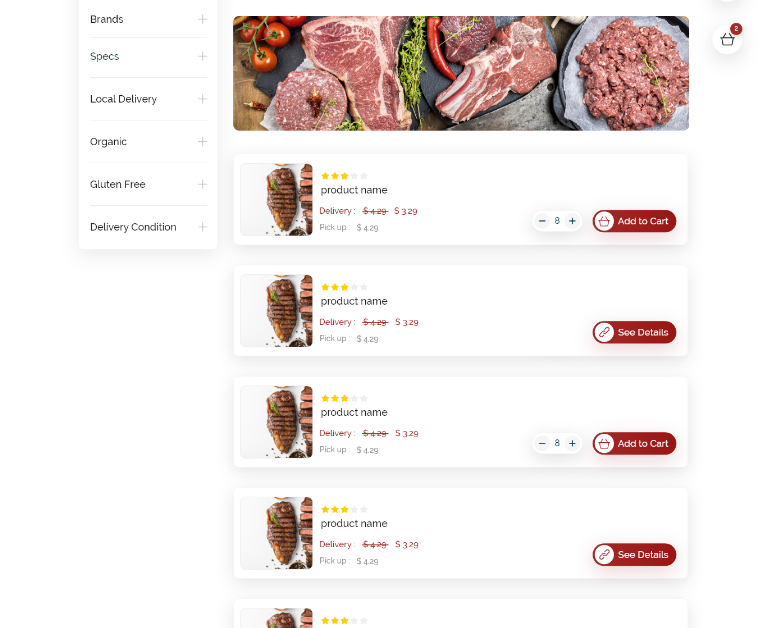 Brands
Specs
Local Delivery
Organic
Gluten Free
Delivery Condition
2
product name
Delivery : $ 4.29 $ 3.29
Pick up : $ 4.29
8
Add to Cart
product name
Delivery : $ 4.29 $ 3.29
Pick up : $ 4.29
See Details
product name
Delivery : $ 4.29 $ 3.29
Pick up : $ 4.29
8
Add to Cart
product name
Delivery : $ 4.29 $ 3.29
Pick up : $ 4.29
See Details